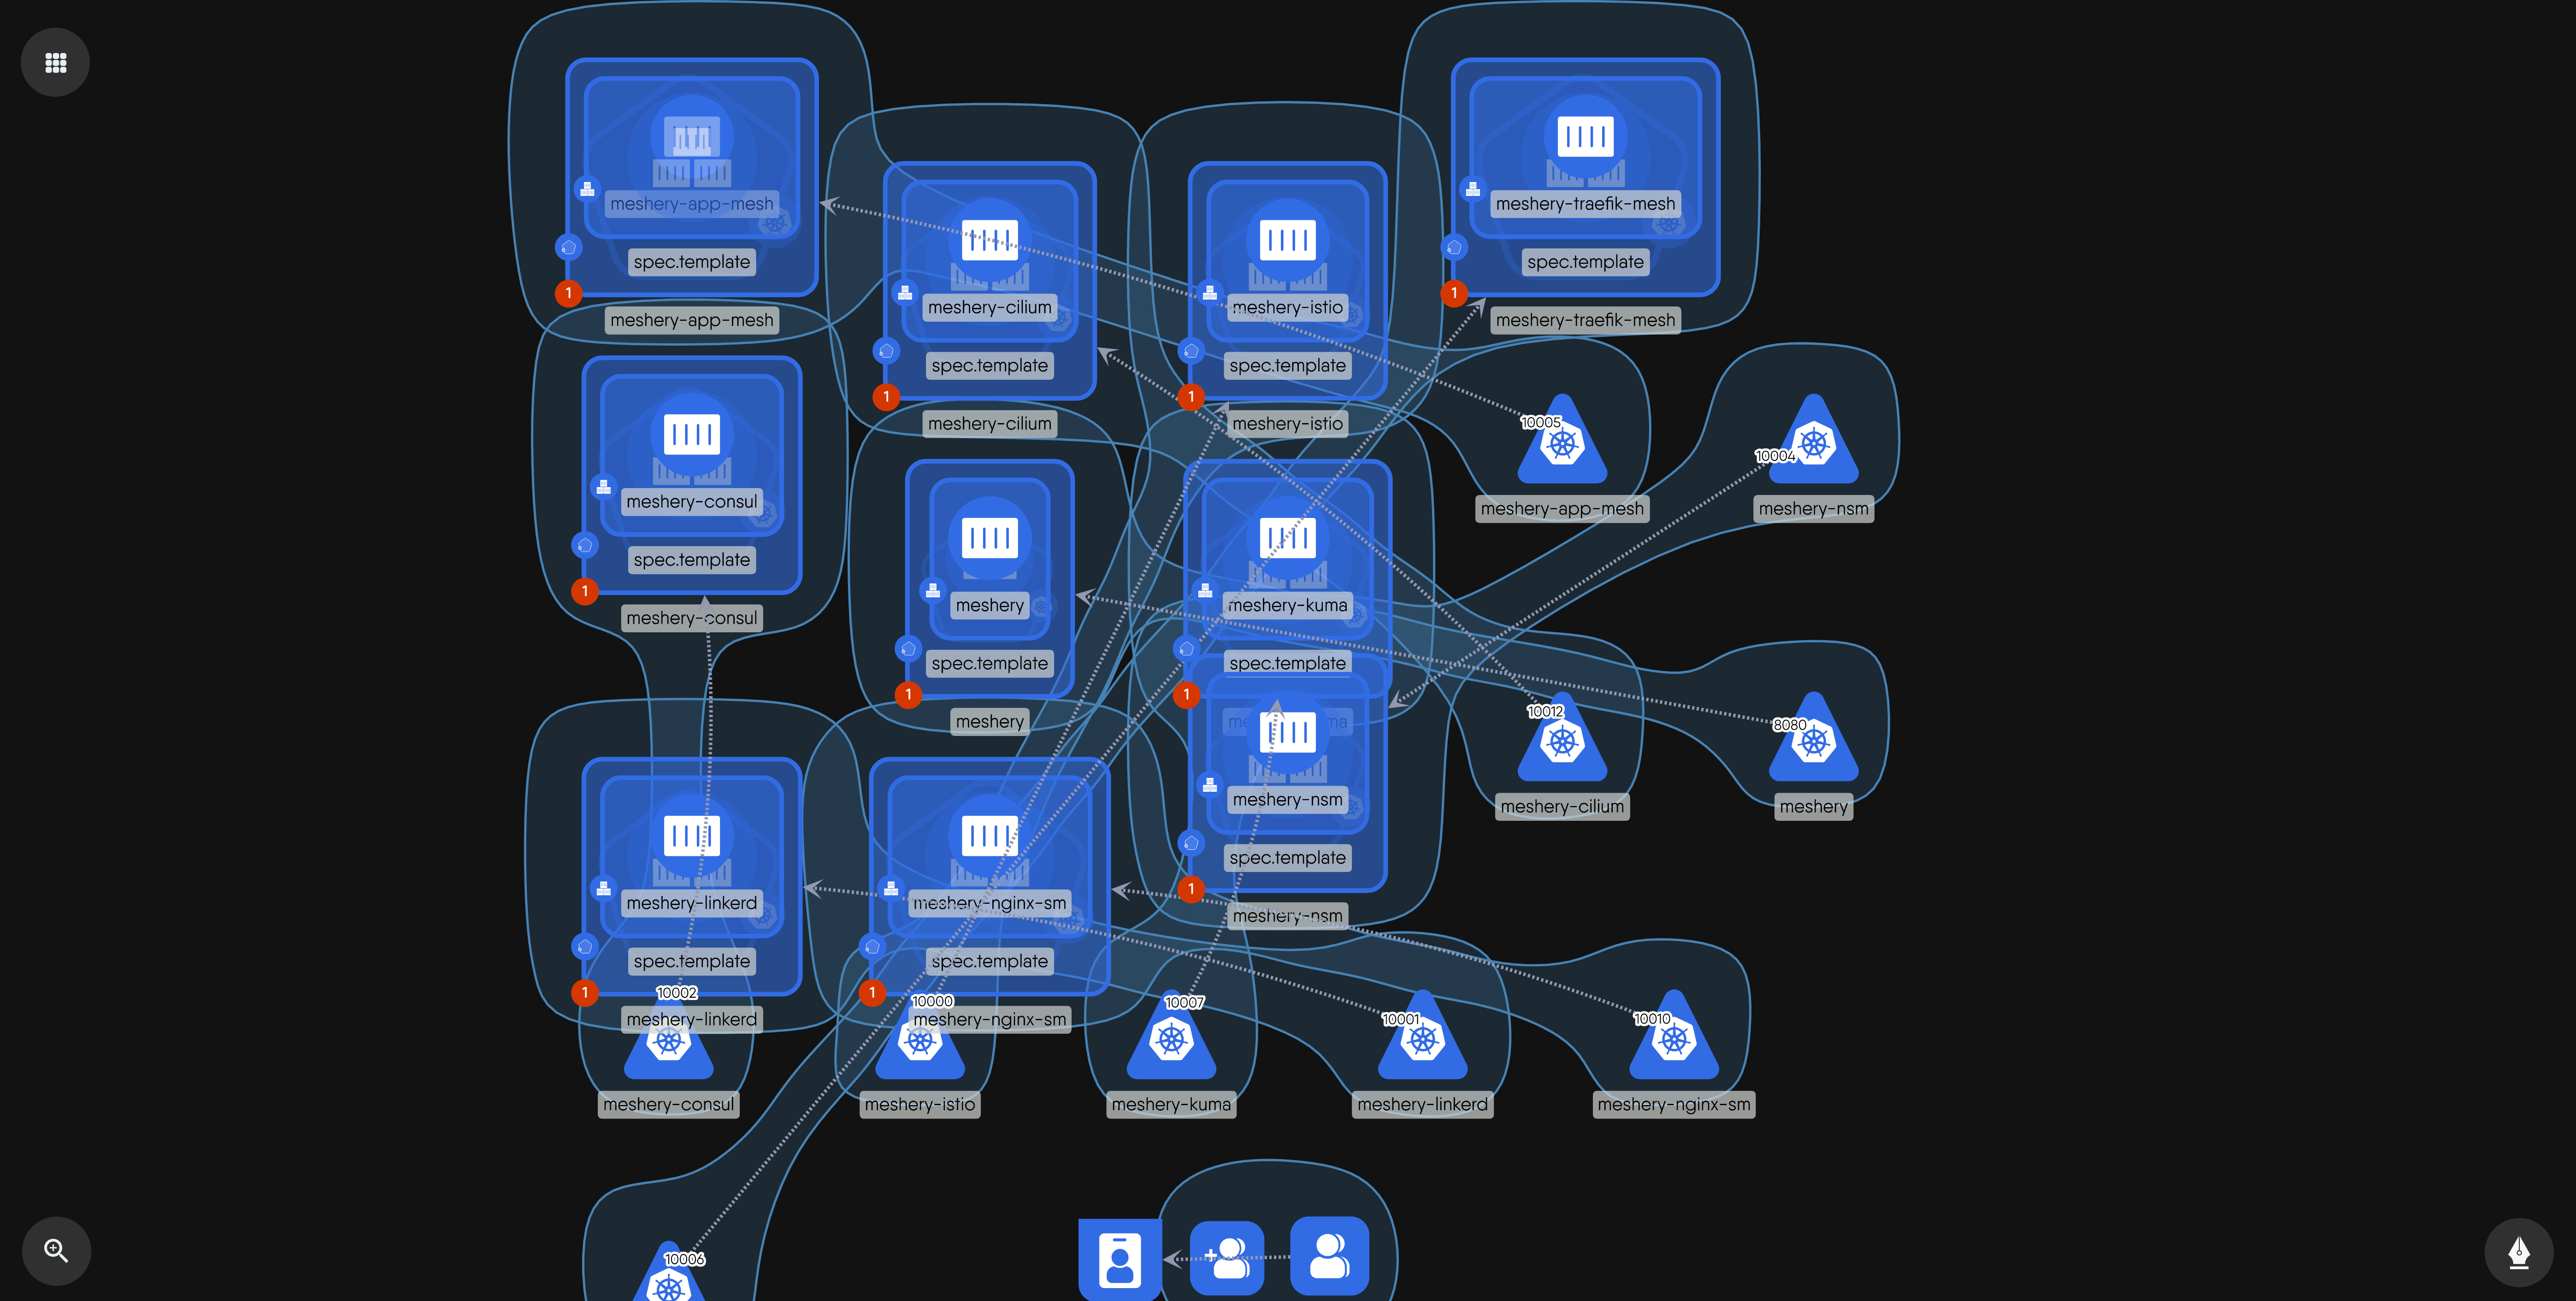 meshery-app-mesh
meshery-traefik-mesh
spec.template
spec.template
1
1
meshery-app-mesh
meshery-traefik-mesh
meshery-cilium
meshery-istio
spec.template
spec.template
1
1
meshery-cilium
meshery-istio
10005
10004
meshery-consul
meshery-app-mesh
meshery-nsm
spec.template
1
meshery-consul
meshery
meshery-kuma
spec.template
spec.template
1
1
meshery
10012
8080
meshery-nsm
meshery-cilium
meshery
spec.template
1
meshery-nsm
meshery-linkerd
meshery-nginx-sm
spec.template
spec.template
1
1
10002
10000
10007
meshery-linkerd
meshery-nginx-sm
10001
10010
meshery-consul
meshery-istio
meshery-kuma
meshery-linkerd
meshery-nginx-sm
10006